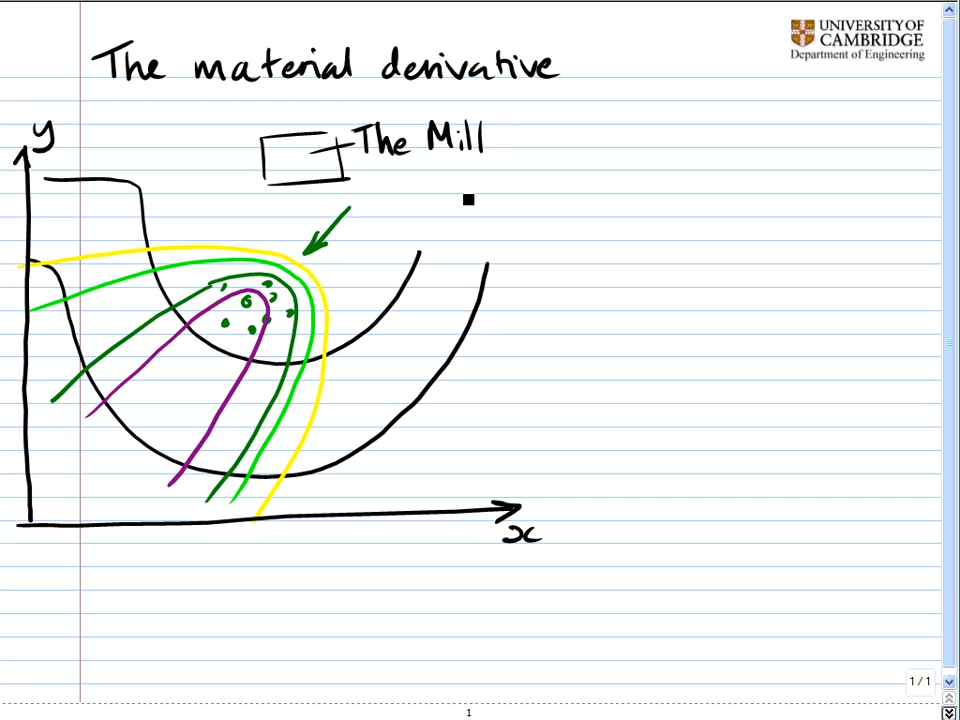 The material derivative
UNIVERSITY OF
CAMBRIDGE
Department of Engineering
y
The Mill
x
1 / 1
1